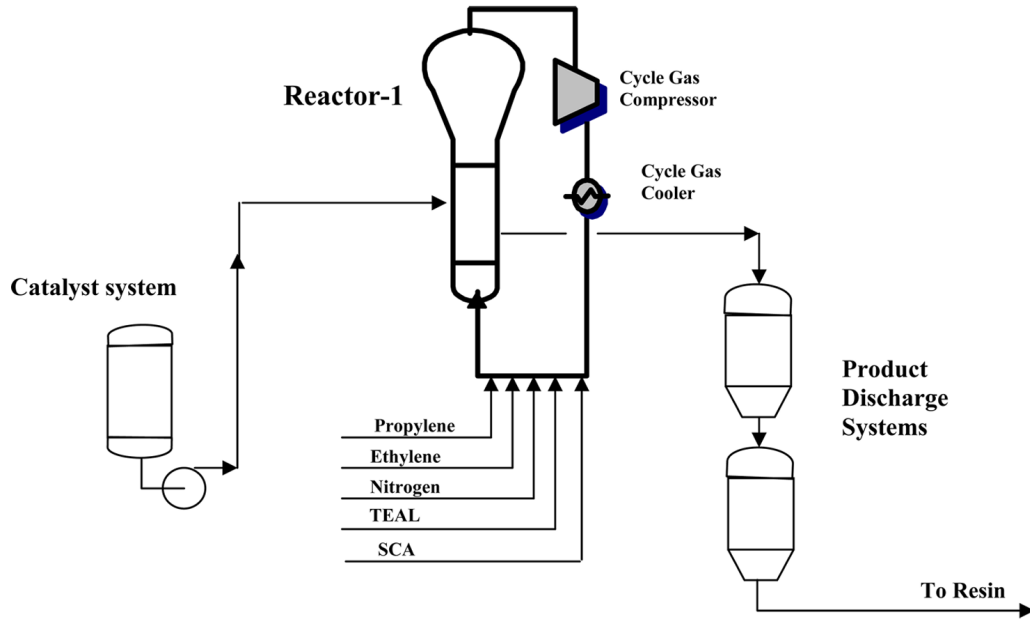 Reactor-1
Cycle Gas
Compressor
Cycle Gas
Cooler
Catalyst system
Product
Discharge
Systems
Propylene
Ethylene
Nitrogen
TEAL
SCA
To Resin